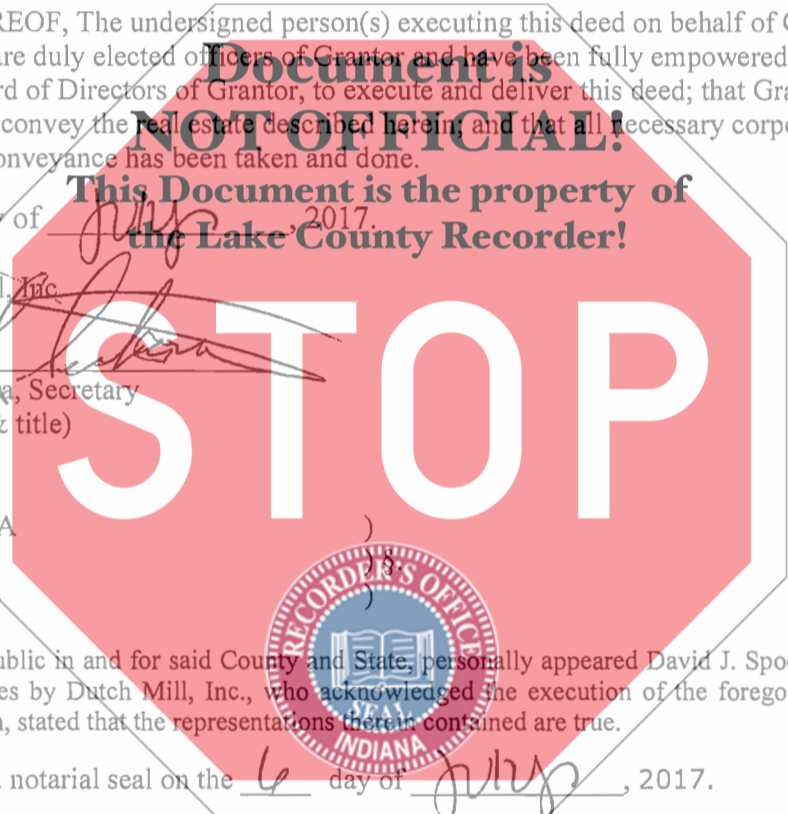 REOF, The undersigned person(s) executing this deed on behalf of G
are duly elected officers of Grantor and have been fully empowered
Document is
rd of Directors of Grantor, to execute and deliver this deed; that Gra
convey the real estate described herein; and that all necessary corpo
NOT OFFICIAL!
onveyance has been taken and done.
This Document is the property of
of July, 2017.
the Lake County Recorder!
l, Inc.
STOP
a, Secretary
& title)
A )
) §.
)
RECORDER'S OFFICE
SEAL
INDIANA
ublic in and for said County and State, personally appeared David J. Spo
es by Dutch Mill, Inc., who acknowledged the execution of the forego
, stated that the representations therein contained are true.
notarial seal on the 6 day of July, 2017.